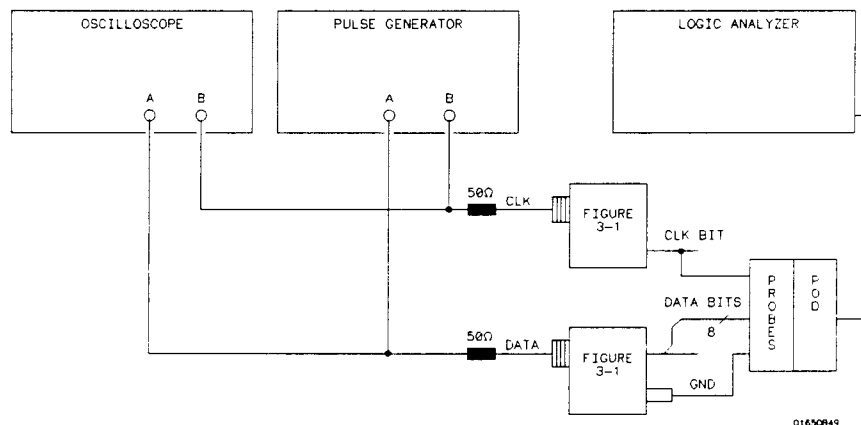 OSCILLOSCOPE
A
B
PULSE GENERATOR
A
B
LOGIC ANALYZER
50Ω
CLK
FIGURE
3-1
CLK BIT
PROBES
POD
DATA BITS
8
50Ω
DATA
FIGURE
3-1
GND
01650B49